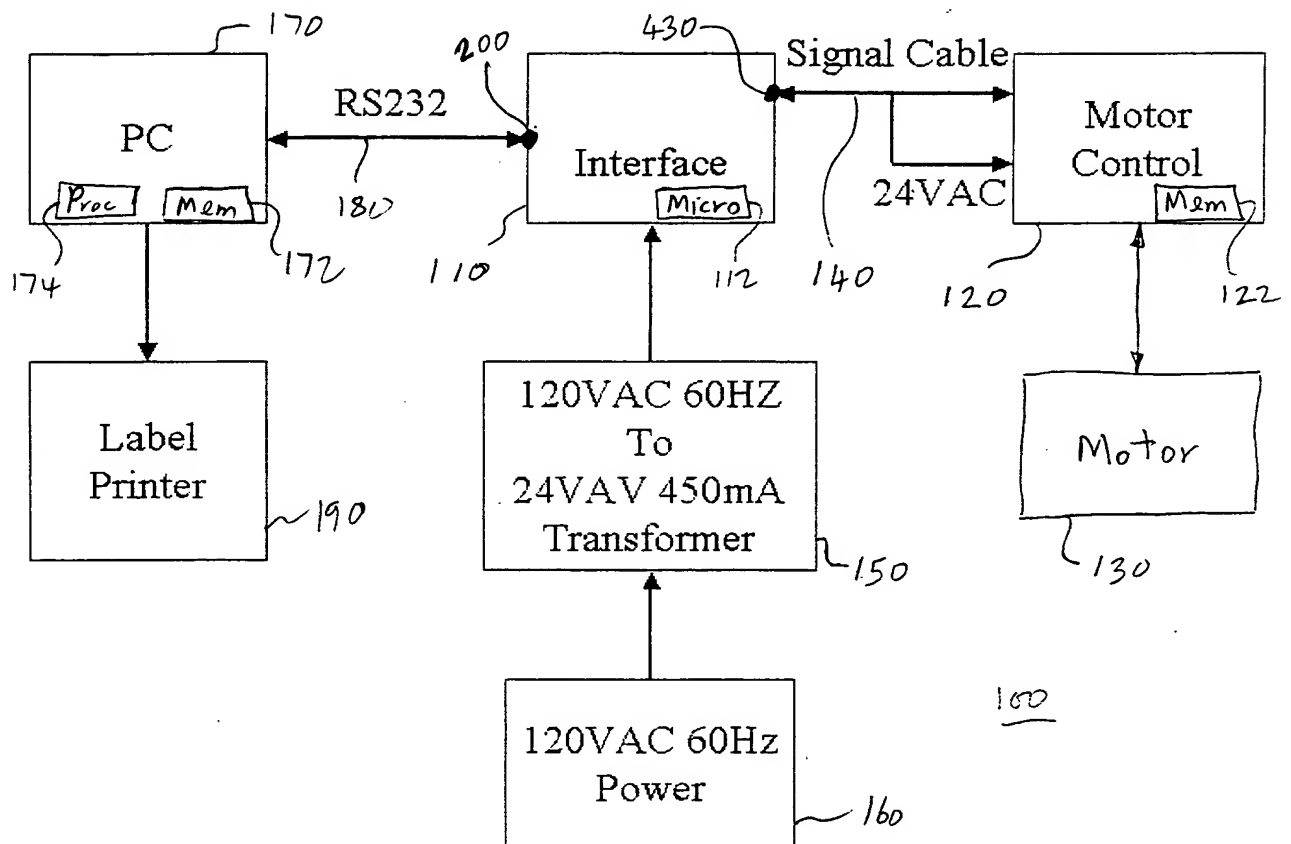 170
200
430
Signal Cable
RS232
PC
Interface
Motor
Control
24VAC
Proc
Mem
180
Micro
Mem
174
172
110
112
140
120
122
120VAC 60HZ
To
24VAV 450mA
Transformer
Label
Printer
Motor
190
150
130
100
120VAC 60Hz
Power
160